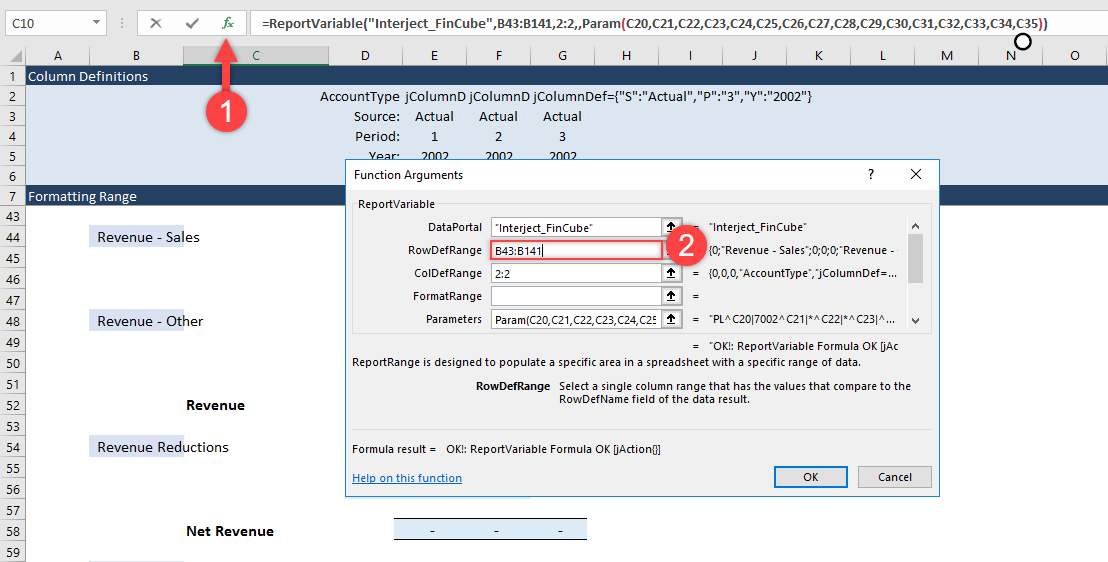 C10 fx =ReportVariable("Interject_FinCube",B43:B141,2:2,,Param(C20,C21,C22,C23,C24,C25,C26,C27,C28,C29,C30,C31,C32,C33,C34,C35))
A B C D E F G H I J K L M N O
1 Column Definitions
2 AccountType jColumnD jColumnD jColumnDef={"S":"Actual","P":"3","Y":"2002"}
1
3 Source: Actual Actual Actual
4 Period: 1 2 3
5 Year: 2002 2002 2002
6
7 Formatting Range
Function Arguments ?
ReportVariable
DataPortal "Interject_FinCube" = "Interject_FinCube"
RowDefRange B43:B141 2 {0;"Revenue - Sales";0;0;0;"Revenue -
ColDefRange 2:2 = {0,0,0,"AccountType","jColumnDef=...
FormatRange =
Parameters Param(C20,C21,C22,C23,C24,C25 = "PL^C20|7002^C21|*^C22|*^C23|^...
= "OK!: ReportVariable Formula OK [jAc
ReportRange is designed to populate a specific area in a spreadsheet with a specific range of data.
RowDefRange Select a single column range that has the values that compare to the
RowDefName field of the data result.
Formula result = OK!: ReportVariable Formula OK [jAction{}]
Help on this function OK Cancel
43
44 Revenue - Sales
45
46
47
48 Revenue - Other
49
50
51
52 Revenue
54 Revenue Reductions
55
56
57
58 Net Revenue - - -
59